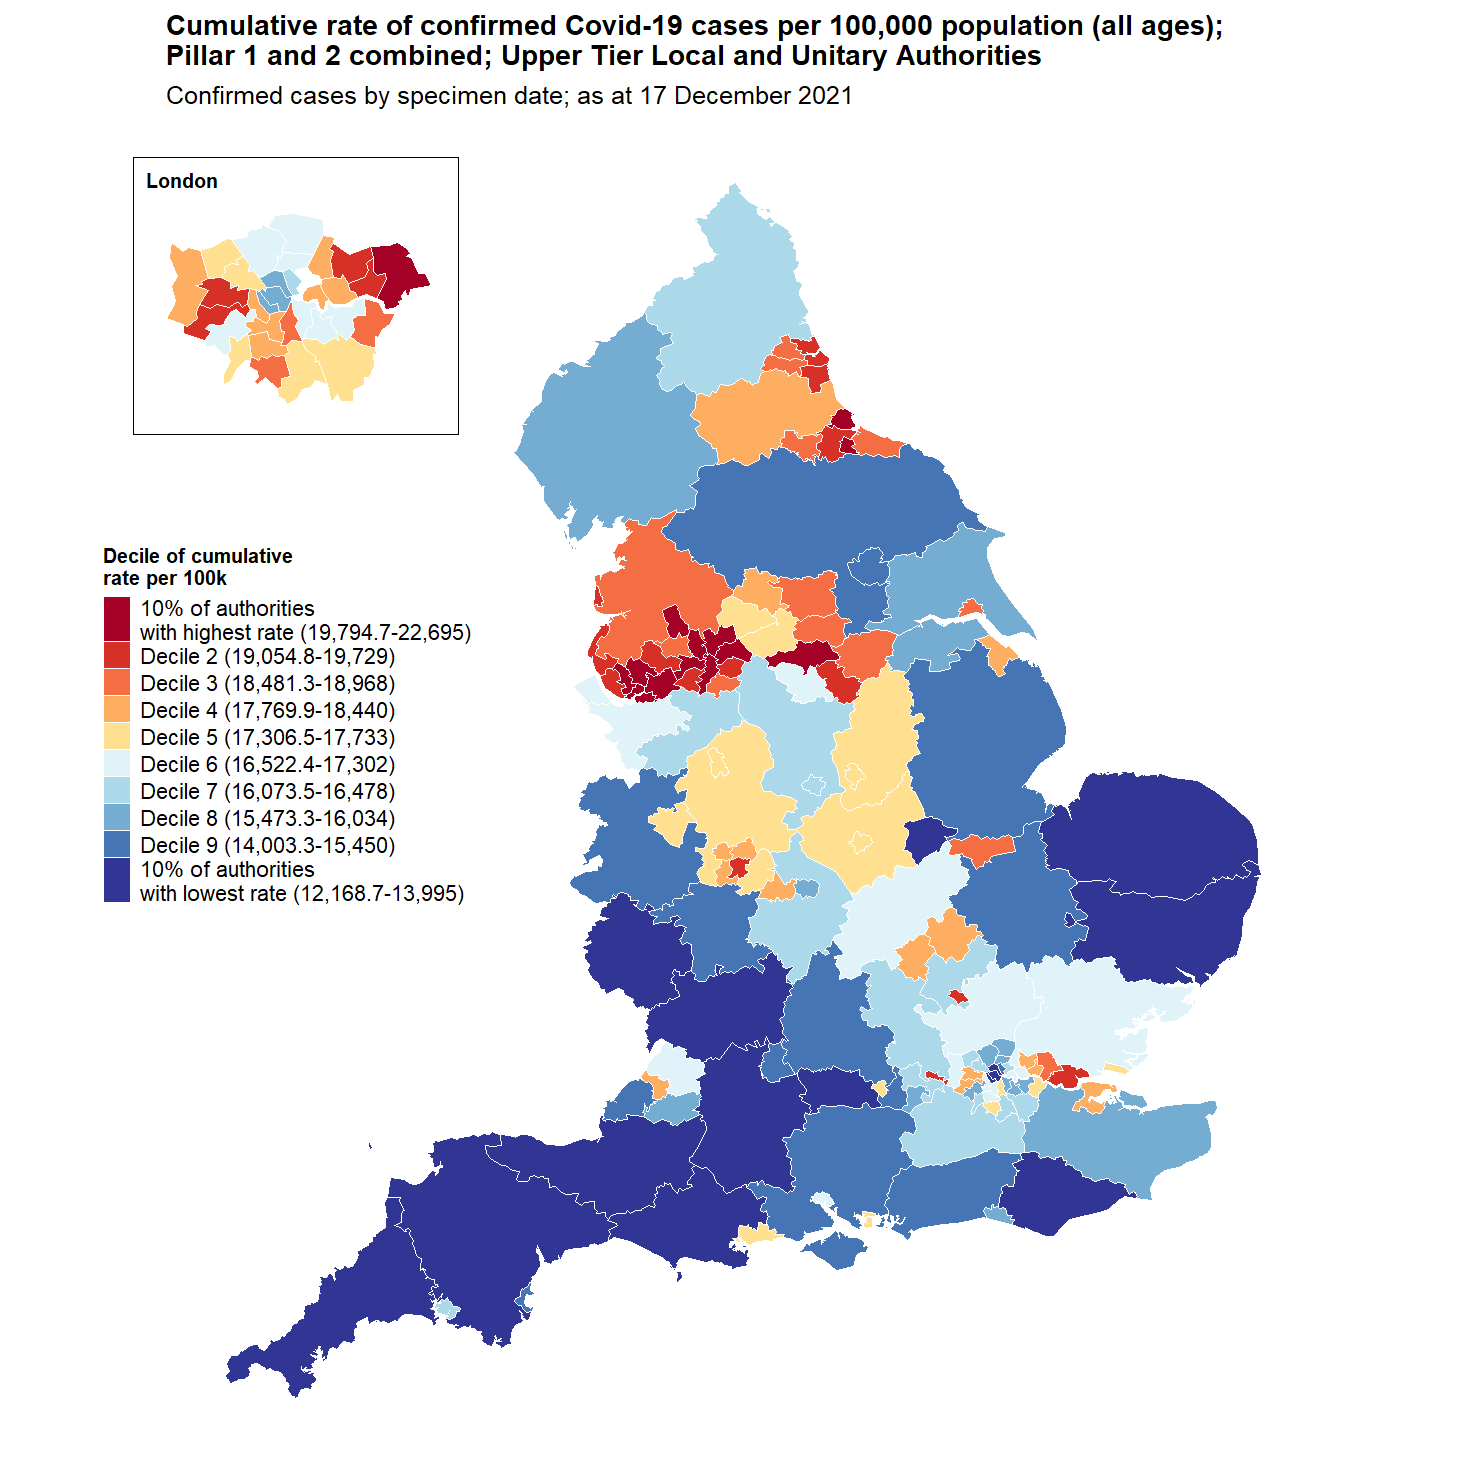 Cumulative rate of confirmed Covid-19 cases per 100,000 population (all ages);
Pillar 1 and 2 combined; Upper Tier Local and Unitary Authorities
Confirmed cases by specimen date; as at 17 December 2021
London
Decile of cumulative
rate per 100k
10% of authorities
with highest rate (19,794.7-22,695)
Decile 2 (19,054.8-19,729)
Decile 3 (18,481.3-18,968)
Decile 4 (17,769.9-18,440)
Decile 5 (17,306.5-17,733)
Decile 6 (16,522.4-17,302)
Decile 7 (16,073.5-16,478)
Decile 8 (15,473.3-16,034)
Decile 9 (14,003.3-15,450)
10% of authorities
with lowest rate (12,168.7-13,995)